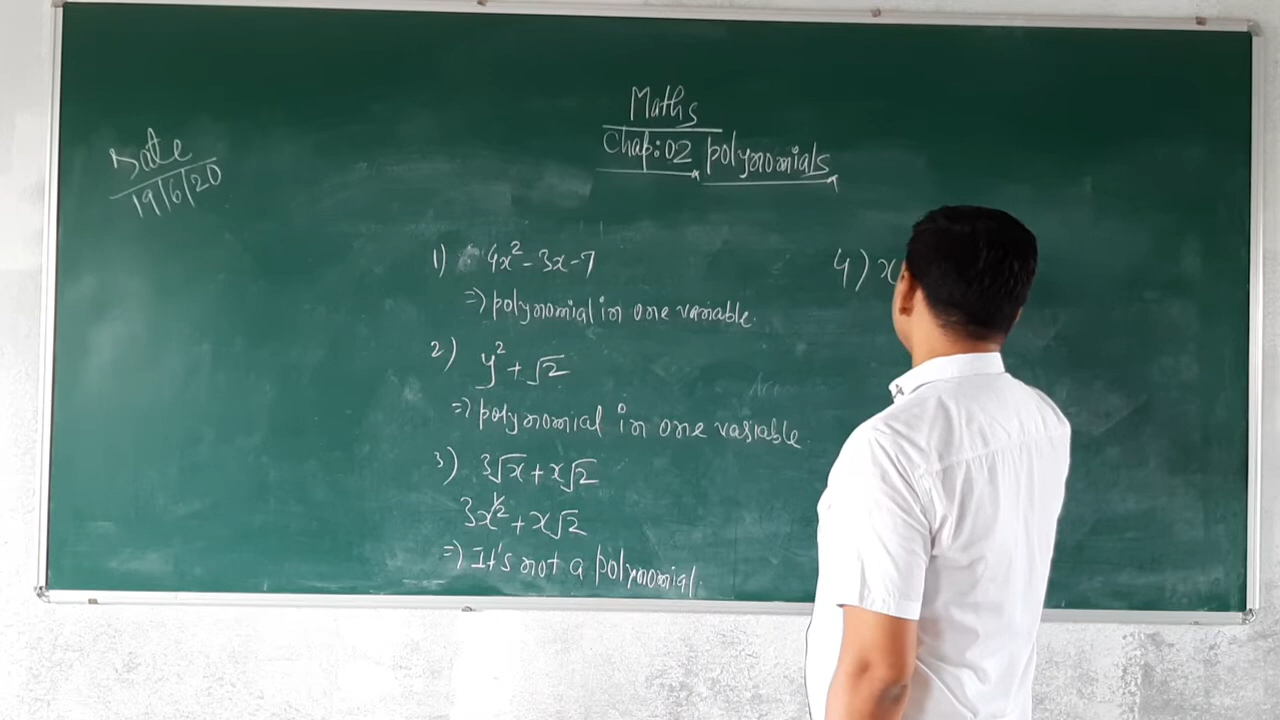 Maths
Chap:02 polynomials
Date
19/6/20
1) 4x²-3x-7
=) polynomial in one variable.
2) y²+√2
=) polynomial in one variable
3) 3√x+x√2
3x^1/2+x√2
=) It's not a polynomial.
4) x